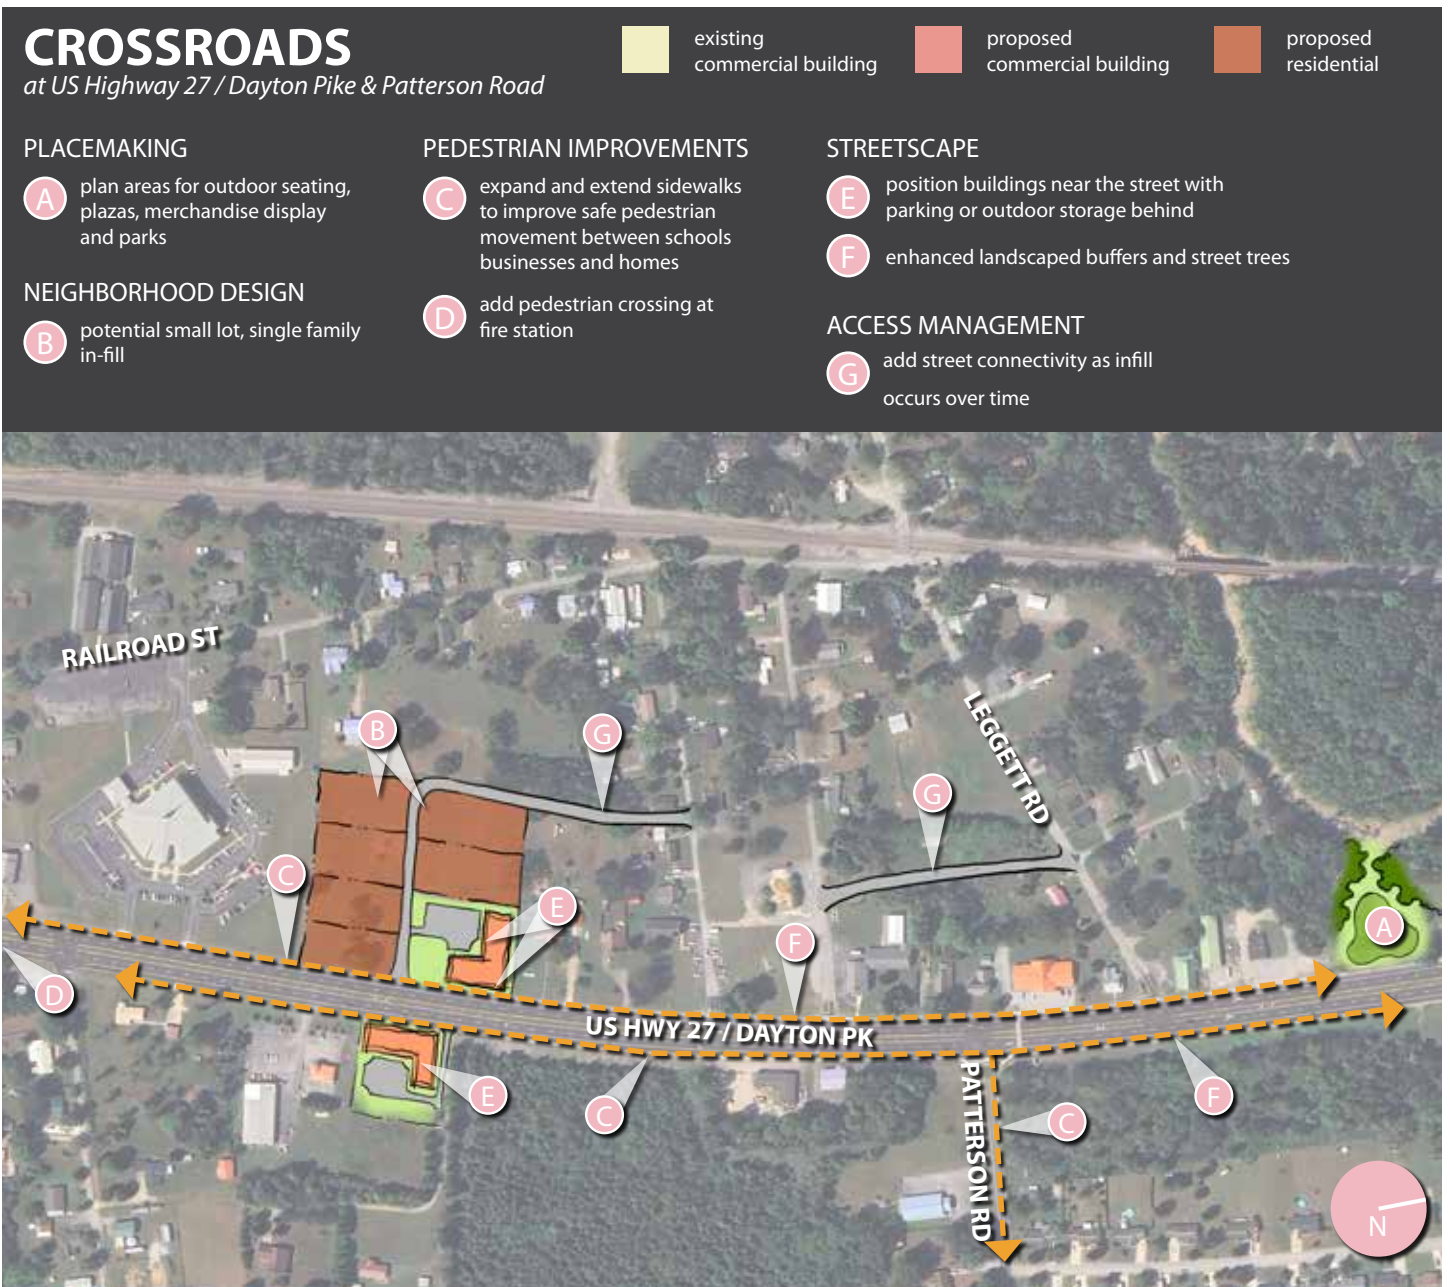 CROSSROADS
at US Highway 27 / Dayton Pike & Patterson Road
existing
commercial building
proposed
commercial building
proposed
residential
PLACEMAKING
A
plan areas for outdoor seating,
plazas, merchandise display
and parks
NEIGHBORHOOD DESIGN
B
potential small lot, single family
in-fill
PEDESTRIAN IMPROVEMENTS
C
expand and extend sidewalks
to improve safe pedestrian
movement between schools
businesses and homes
D
add pedestrian crossing at
fire station
STREETSCAPE
E
position buildings near the street with
parking or outdoor storage behind
F
enhanced landscaped buffers and street trees
ACCESS MANAGEMENT
G
add street connectivity as infill
occurs over time
RAILROAD ST
LEGGETT RD
B
G
G
C
E
F
A
D
US HWY 27 / DAYTON PK
E
C
PATTERSON RD
C
F
N